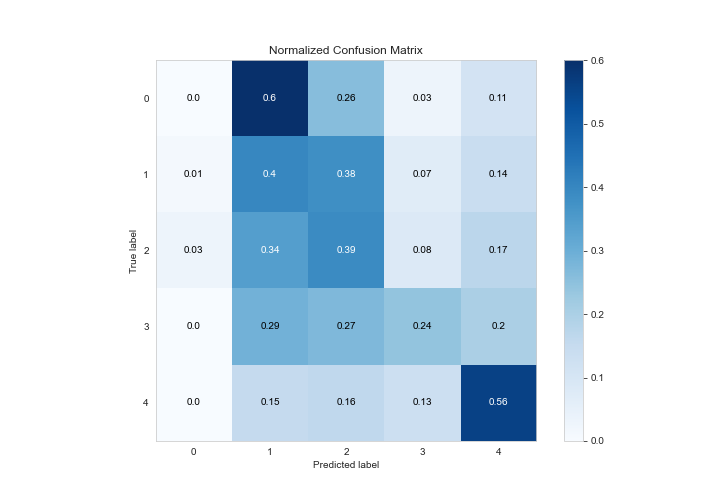 Normalized Confusion Matrix
0 0.0 0.6 0.26 0.03 0.11
1 0.01 0.4 0.38 0.07 0.14
2 0.03 0.34 0.39 0.08 0.17
3 0.0 0.29 0.27 0.24 0.2
4 0.0 0.15 0.16 0.13 0.56
0 1 2 3 4
True label
Predicted label
0.6
0.5
0.4
0.3
0.2
0.1
0.0